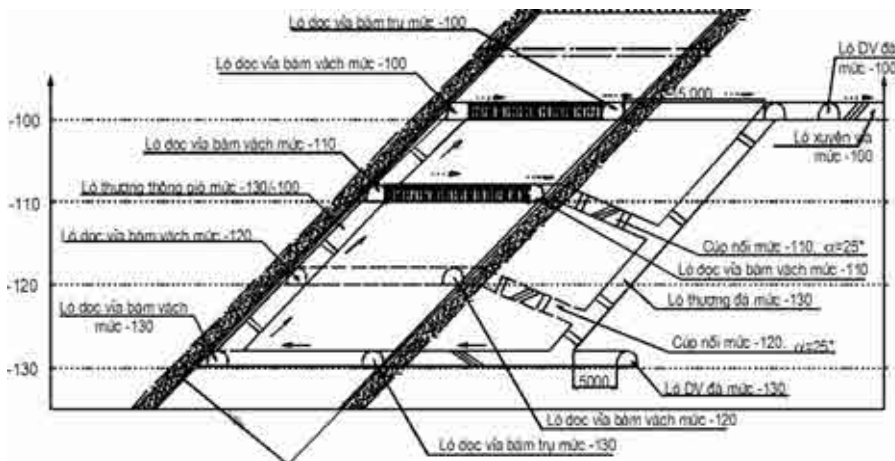 Lò dọc vỉa bám trụ mức -100
Lò dọc vỉa bám vách mức -100
Lò DV đá
mức -100
15.000
-100
Lò xuyên vỉa
mức -100
Lò dọc vỉa bám vách mức -110
Lò thượng thông gió mức -130/-100
-110
Lò dọc vỉa bám vách mức -120
Cúp nối mức -110, α=25°
Lò dọc vỉa bám vách mức -110
-120
Lò thượng đá mức -130
Lò dọc vỉa bám vách
mức -130
Cúp nối mức -120, α=25°
-130
5000
Lò DV đá mức -130
Lò dọc vỉa bám vách mức -120
Lò dọc vỉa bám trụ mức -130